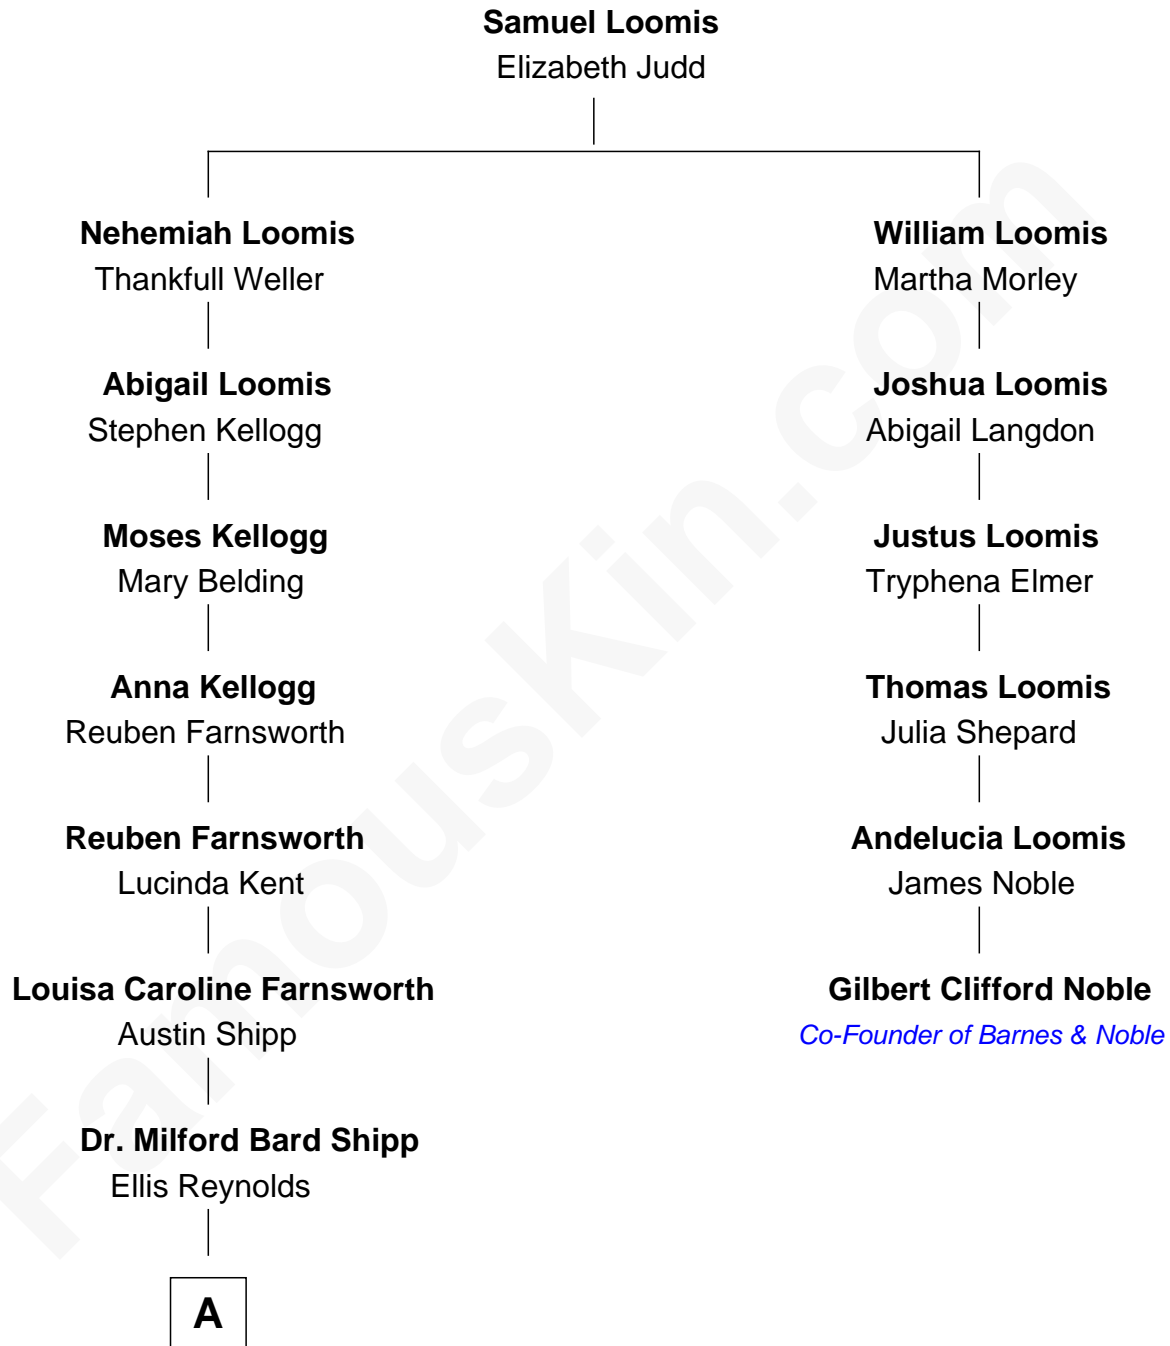 Samuel Loomis
Elizabeth Judd
Nehemiah Loomis
Thankfull Weller
William Loomis
Martha Morley
Abigail Loomis
Stephen Kellogg
Joshua Loomis
Abigail Langdon
Moses Kellogg
Mary Belding
Justus Loomis
Tryphena Elmer
Anna Kellogg
Reuben Farnsworth
Thomas Loomis
Julia Shepard
Reuben Farnsworth
Lucinda Kent
Andelucia Loomis
James Noble
Louisa Caroline Farnsworth
Austin Shipp
Gilbert Clifford Noble
Co-Founder of Barnes & Noble
Dr. Milford Bard Shipp
Ellis Reynolds
A
FamousKin.com